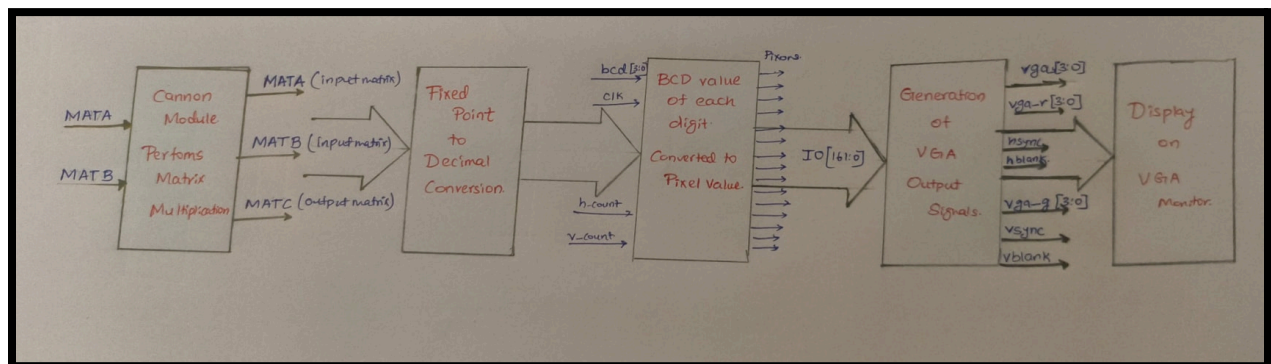 MATA
MATB
Cannon
Module
Performs
Matrix
Multiplication
MATA (input matrix)
MATB (input matrix)
MATC (output matrix)
Fixed
Point
to
Decimal
Conversion
bcd[3:0]
clk
h-count
v-count
BCD value
of each
digit
Converted to
Pixel Value.
Pixons
IO[161:0]
Generation
of
VGA
Output
Signals.
[3:0]
vga-r[3:0]
hsync
hblank
vga-g[3:0]
vsync
vblank
Display
on
VGA
Monitor.